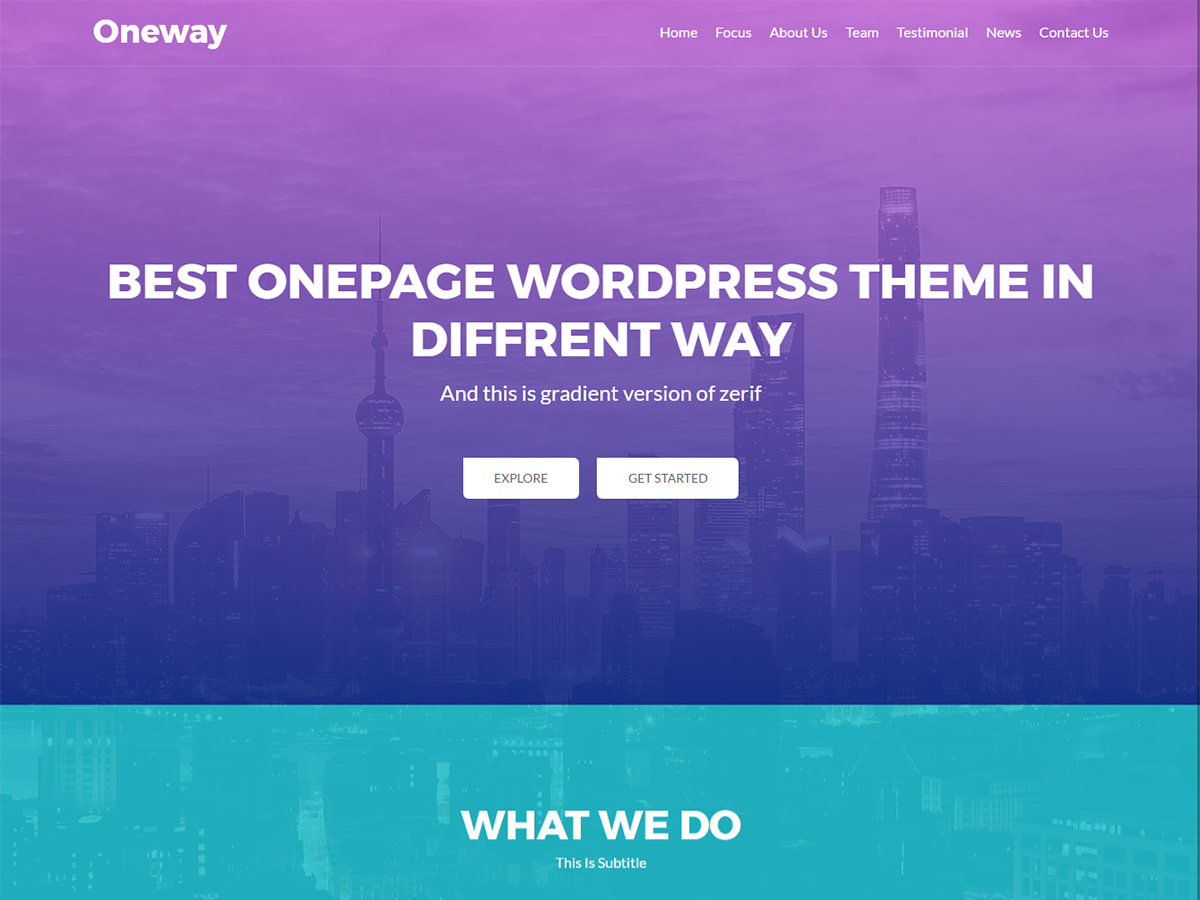 Oneway
Home Focus About Us Team Testimonial News Contact Us
BEST ONEPAGE WORDPRESS THEME IN
DIFFRENT WAY
And this is gradient version of zerif
EXPLORE GET STARTED
WHAT WE DO
This Is Subtitle